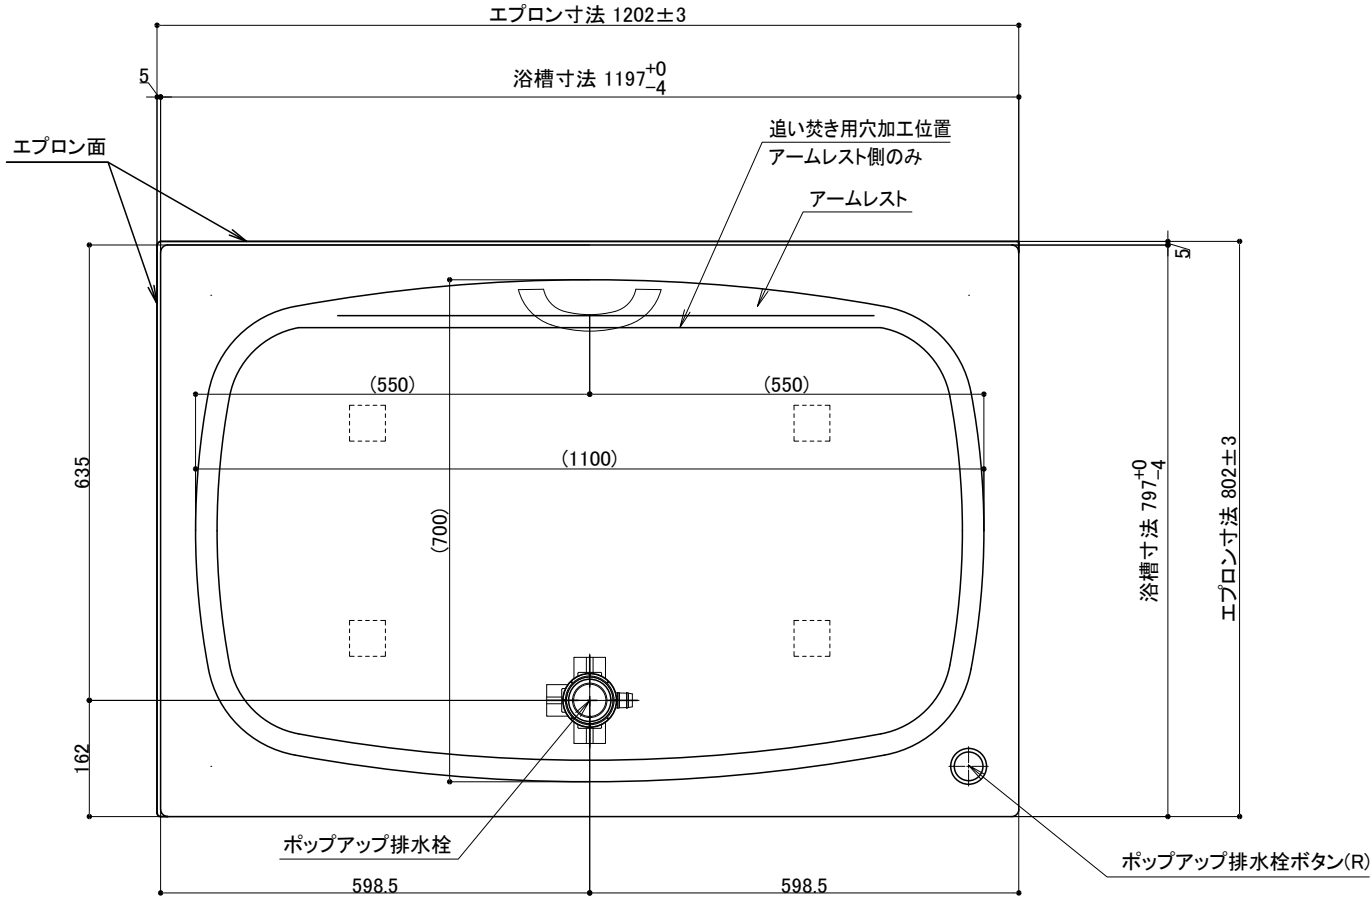 エプロン寸法 1202±3
5
浴槽寸法 1197+0-4
追い焚き用穴加工位置
アームレスト側のみ
エプロン面
アームレスト
5
(550)
(550)
(1100)
635
(700)
浴槽寸法 797+0-4
エプロン寸法 802±3
162
ポップアップ排水栓
ポップアップ排水栓ボタン(R)
598.5
598.5